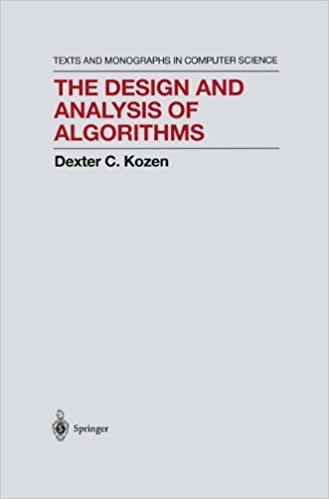 TEXTS AND MONOGRAPHS IN COMPUTER SCIENCE
THE DESIGN AND
ANALYSIS OF
ALGORITHMS
Dexter C. Kozen
Springer